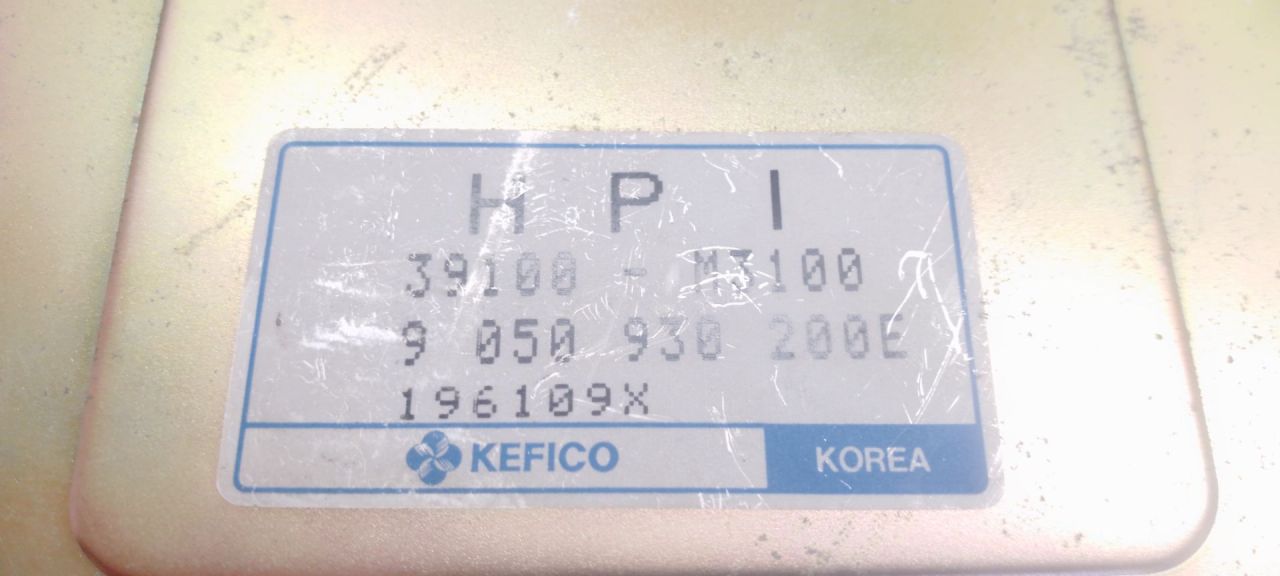 H P I
39100 - M3100
9 050 930 200E
196109X
KEFICO
KOREA